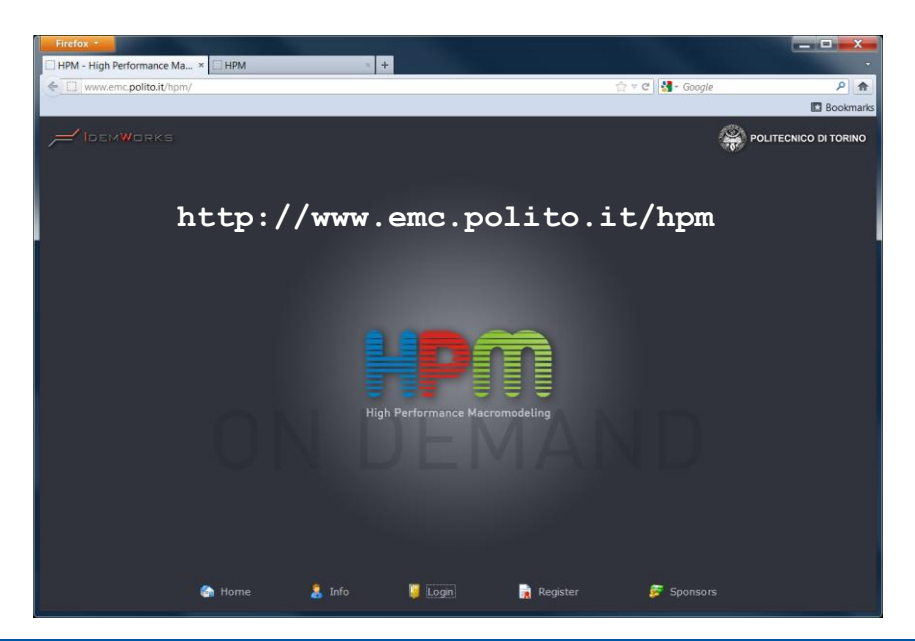 Firefox
HPM - High Performance Ma... × HPM × +
www.emc.polito.it/hpm/ Google
Bookmarks
IDEMWORKS POLITECNICO DI TORINO
http://www.emc.polito.it/hpm
HPM
High Performance Macromodeling
ON DEMAND
Home Info Login Register Sponsors